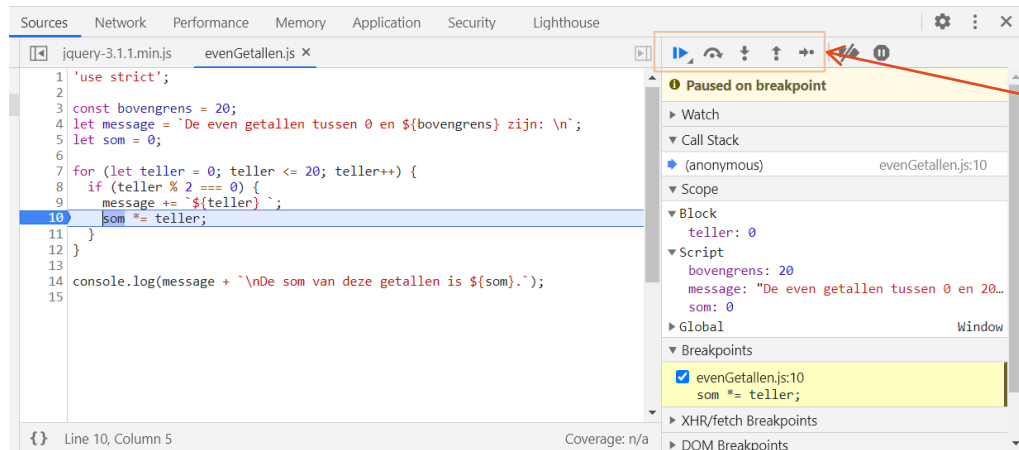 Sources Network Performance Memory Application Security Lighthouse
jquery-3.1.1.min.js evenGetallen.js ×
1 'use strict';
2
3 const bovengrens = 20;
4 let message = `De even getallen tussen 0 en ${bovengrens} zijn: \n`;
5 let som = 0;
6
7 for (let teller = 0; teller <= 20; teller++) {
8 if (teller % 2 === 0) {
9 message += `${teller} `;
10 som *= teller;
11 }
12 }
13
14 console.log(message + `\nDe som van deze getallen is ${som}.`);
15
{} Line 10, Column 5 Coverage: n/a
Paused on breakpoint
Watch
Call Stack
(anonymous) evenGetallen.js:10
Scope
Block
teller: 0
Script
bovengrens: 20
message: "De even getallen tussen 0 en 20…
som: 0
Global Window
Breakpoints
evenGetallen.js:10
som *= teller;
XHR/fetch Breakpoints
DOM Breakpoints